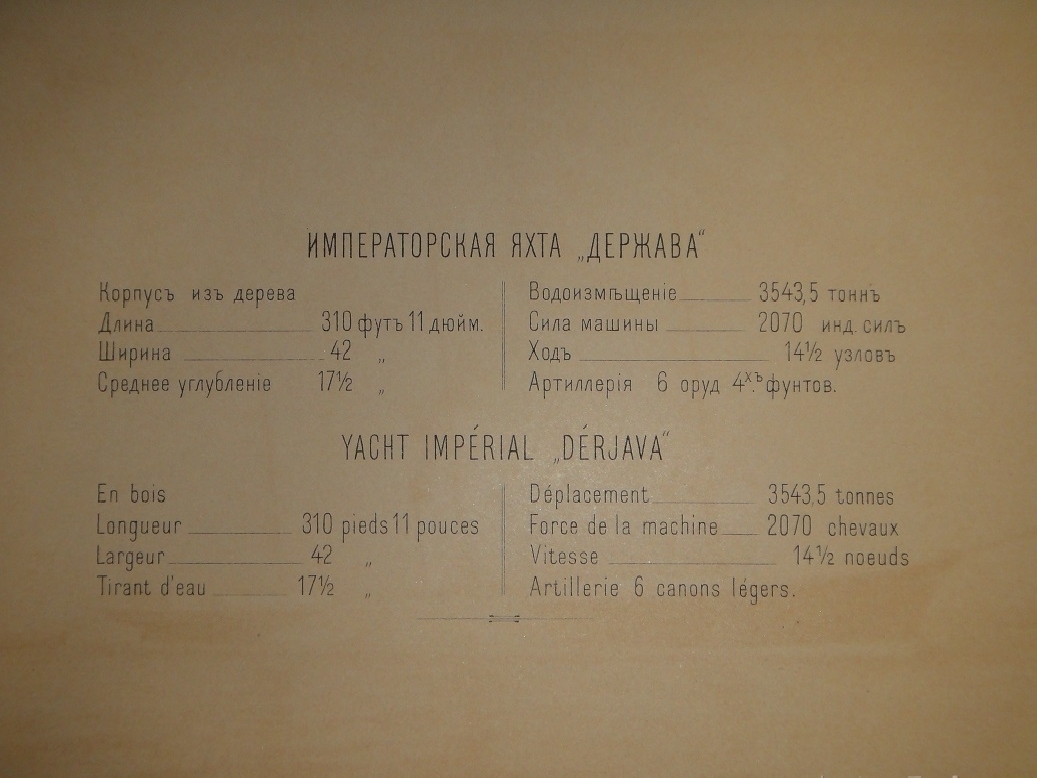 ИМПЕРАТОРСКАЯ ЯХТА „ДЕРЖАВА“
Корпусъ изъ дерева
Длина 310 футъ 11 дюйм.
Ширина 42 „
Среднее углубленіе 17½ „
Водоизмѣщеніе 3543,5 тоннъ
Сила машины 2070 инд. силъ
Ходъ 14½ узловъ
Артиллерія 6 оруд 4х.ъ фунтов.
YACHT IMPÉRIAL „DÉRJAVA“
En bois
Longueur 310 pieds 11 pouces
Largeur 42 „
Tirant d'eau 17½ „
Déplacement 3543,5 tonnes
Force de la machine 2070 chevaux
Vitesse 14½ noeuds
Artillerie 6 canons légers.